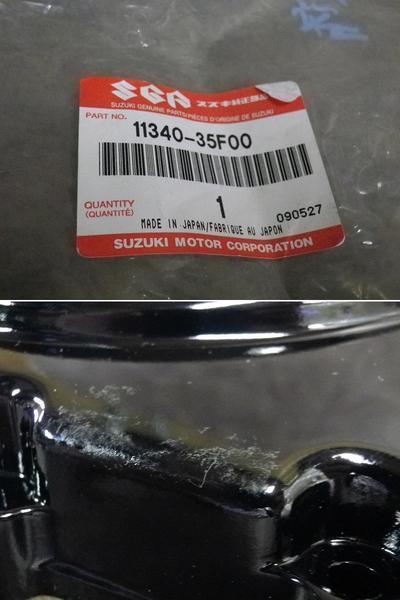 SGP スズキ純正部品
SUZUKI GENUINE PARTS/PIÈCES D'ORIGINE DE SUZUKI
PART NO.
11340-35F00
QUANTITY
(QUANTITÉ)
1
090527
MADE IN JAPAN/FABRIQUE AU JAPON
SUZUKI MOTOR CORPORATION